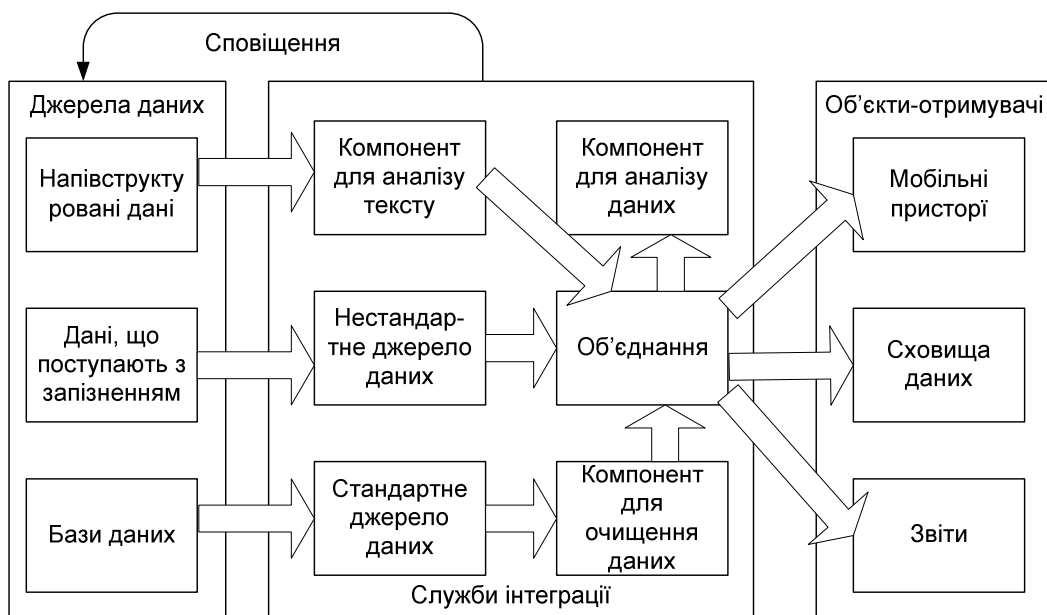 Сповіщення
Джерела даних
Напівструкту
ровані дані
Дані, що
поступають з
запізненням
Бази даних
Компонент
для аналізу
тексту
Компонент
для аналізу
даних
Нестандар-
тне джерело
даних
Об’єднання
Стандартне
джерело
даних
Компонент
для
очищення
даних
Служби інтеграції
Об’єкти-отримувачі
Мобільні
присторї
Сховища
даних
Звіти